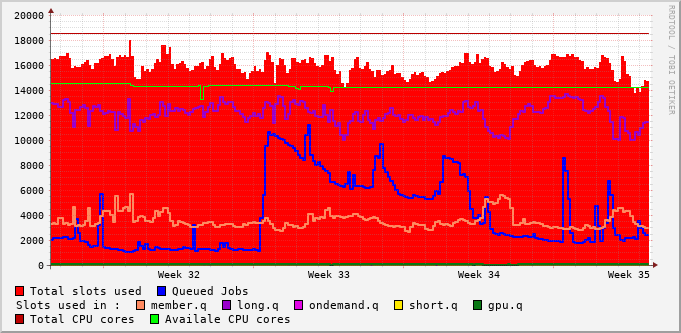 20000
18000
16000
14000
12000
10000
8000
6000
4000
2000
0
Week 32 Week 33 Week 34 Week 35
RRDTOOL / TOBI OETIKER
Total slots used Queued Jobs
Slots used in : member.q long.q ondemand.q short.q gpu.q
Total CPU cores Availale CPU cores